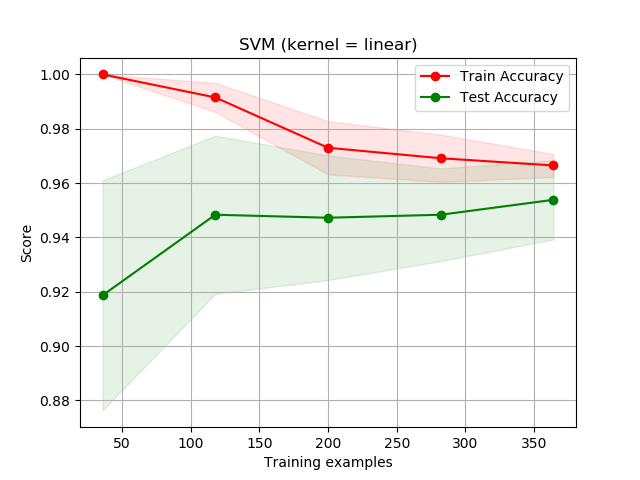 SVM (kernel = linear)
Train Accuracy
Test Accuracy
1.00
0.98
0.96
0.94
0.92
0.90
0.88
Score
50 100 150 200 250 300 350
Training examples